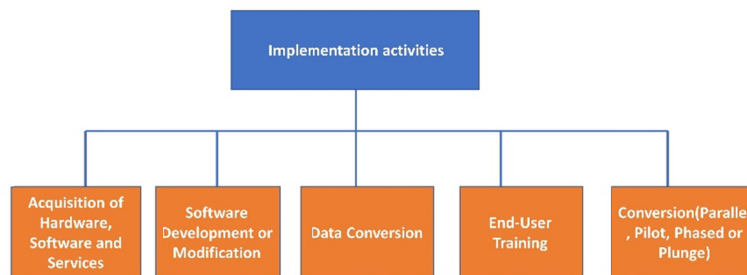 Implementation activities
Acquisition of
Hardware,
Software and
Services
Software
Development or
Modification
Data Conversion
End-User
Training
Conversion(Paralle
, Pilot, Phased or
Plunge)